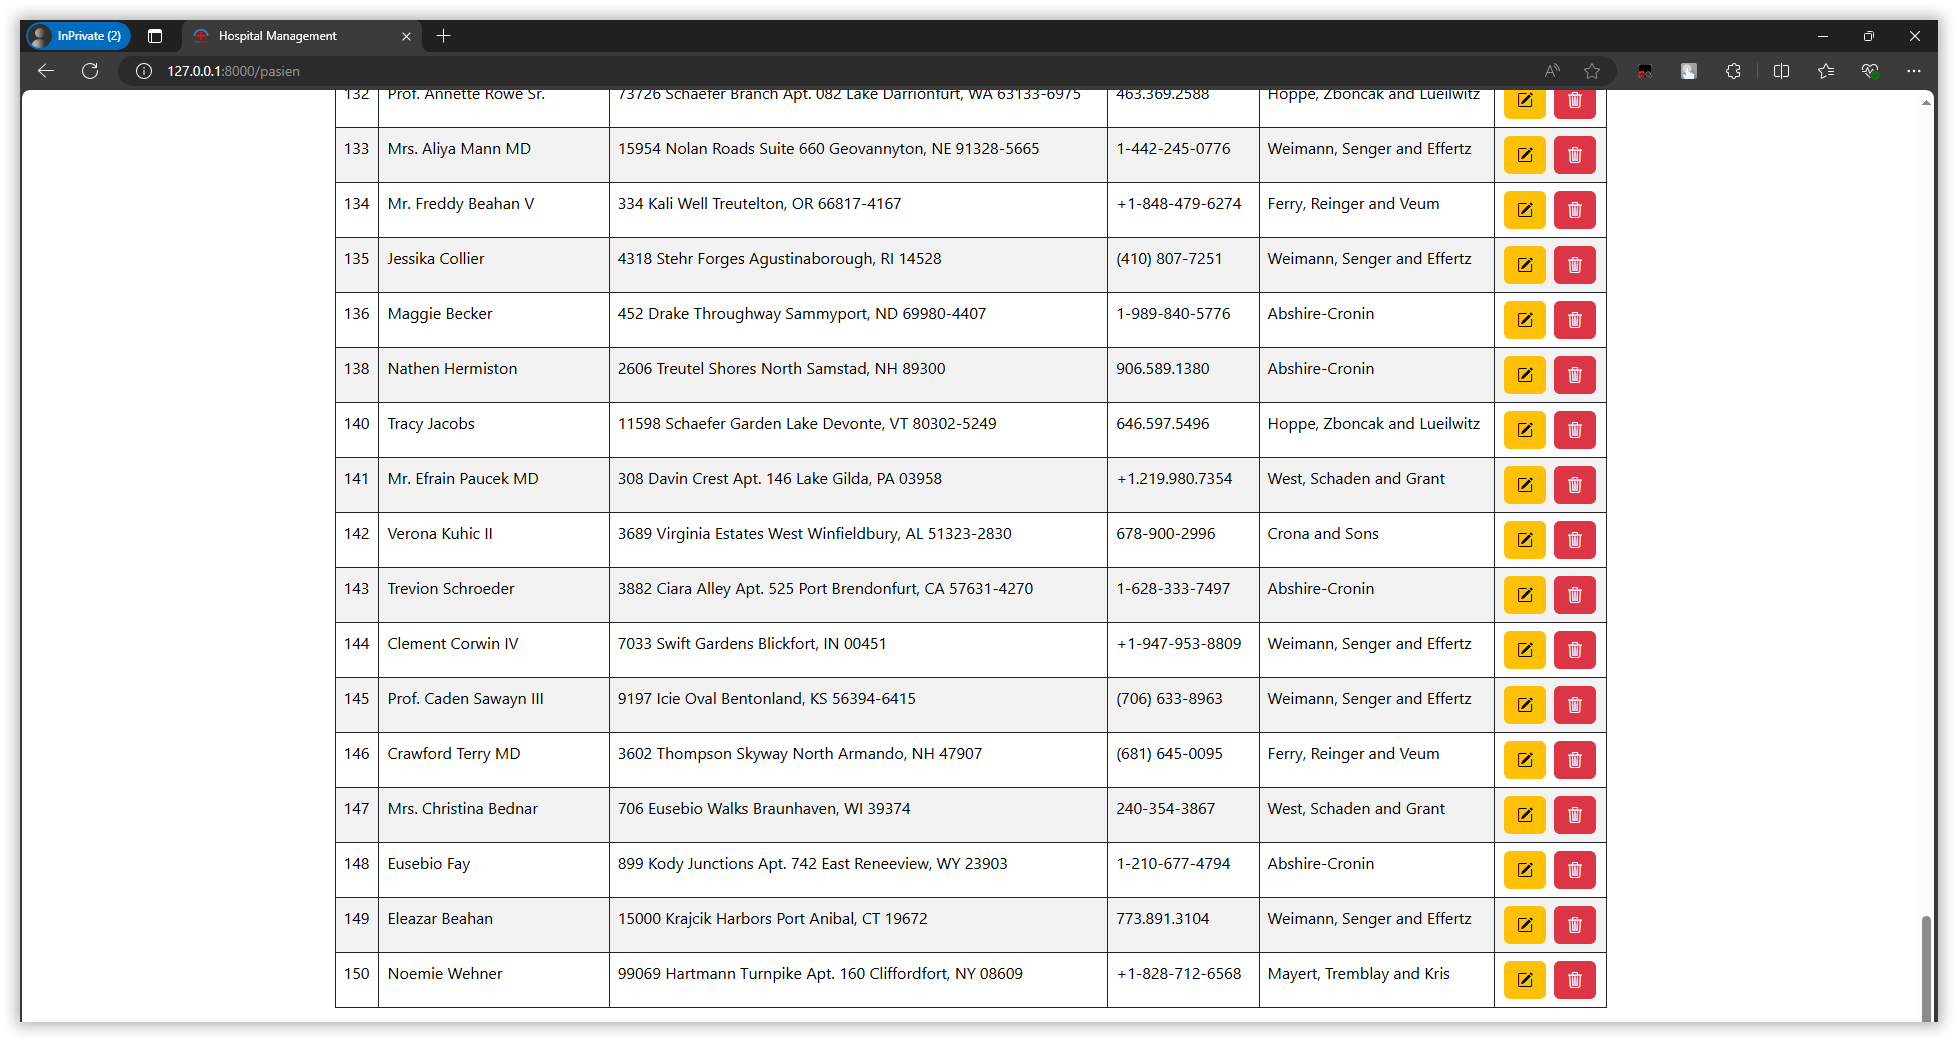 InPrivate (2)
Hospital Management
127.0.0.1:8000/pasien
132 Prof. Annette Rowe Sr. 73726 Schaefer Branch Apt. 082 Lake Darrionfurt, WA 63133-6975 463.369.2588 Hoppe, Zboncak and Lueilwitz
133 Mrs. Aliya Mann MD 15954 Nolan Roads Suite 660 Geovannyton, NE 91328-5665 1-442-245-0776 Weimann, Senger and Effertz
134 Mr. Freddy Beahan V 334 Kali Well Treutelton, OR 66817-4167 +1-848-479-6274 Ferry, Reinger and Veum
135 Jessika Collier 4318 Stehr Forges Agustinaborough, RI 14528 (410) 807-7251 Weimann, Senger and Effertz
136 Maggie Becker 452 Drake Throughway Sammyport, ND 69980-4407 1-989-840-5776 Abshire-Cronin
138 Nathen Hermiston 2606 Treutel Shores North Samstad, NH 89300 906.589.1380 Abshire-Cronin
140 Tracy Jacobs 11598 Schaefer Garden Lake Devonte, VT 80302-5249 646.597.5496 Hoppe, Zboncak and Lueilwitz
141 Mr. Efrain Paucek MD 308 Davin Crest Apt. 146 Lake Gilda, PA 03958 +1.219.980.7354 West, Schaden and Grant
142 Verona Kuhic II 3689 Virginia Estates West Winfieldbury, AL 51323-2830 678-900-2996 Crona and Sons
143 Trevion Schroeder 3882 Ciara Alley Apt. 525 Port Brendonfurt, CA 57631-4270 1-628-333-7497 Abshire-Cronin
144 Clement Corwin IV 7033 Swift Gardens Blickfort, IN 00451 +1-947-953-8809 Weimann, Senger and Effertz
145 Prof. Caden Sawayn III 9197 Icie Oval Bentonland, KS 56394-6415 (706) 633-8963 Weimann, Senger and Effertz
146 Crawford Terry MD 3602 Thompson Skyway North Armando, NH 47907 (681) 645-0095 Ferry, Reinger and Veum
147 Mrs. Christina Bednar 706 Eusebio Walks Braunhaven, WI 39374 240-354-3867 West, Schaden and Grant
148 Eusebio Fay 899 Kody Junctions Apt. 742 East Reneeview, WY 23903 1-210-677-4794 Abshire-Cronin
149 Eleazar Beahan 15000 Krajcik Harbors Port Anibal, CT 19672 773.891.3104 Weimann, Senger and Effertz
150 Noemie Wehner 99069 Hartmann Turnpike Apt. 160 Cliffordfort, NY 08609 +1-828-712-6568 Mayert, Tremblay and Kris